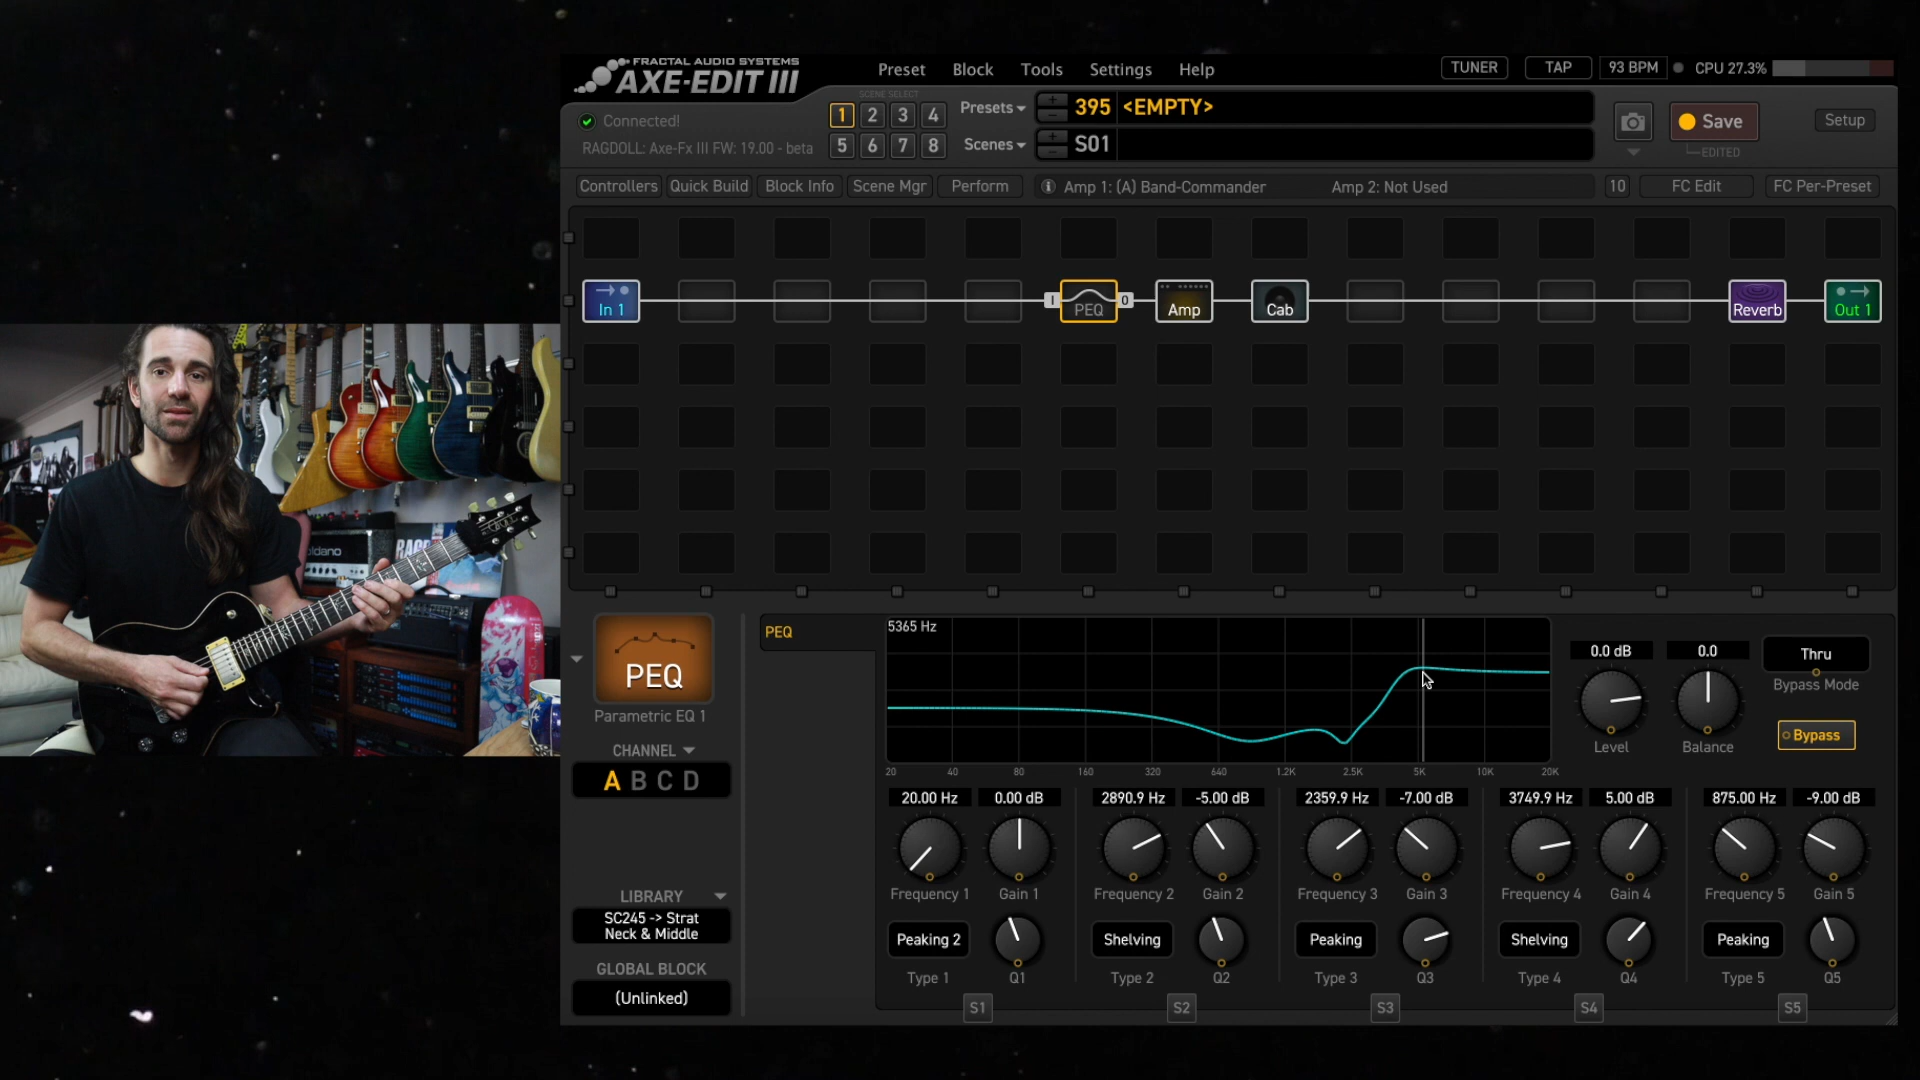 FRACTAL AUDIO SYSTEMS
AXE-EDIT III
Preset Block Tools Settings Help
TUNER TAP 93 BPM CPU 27.3%
SCENE SELECT
1 2 3 4
5 6 7 8
Connected!
RAGDOLL: Axe-Fx III FW: 19.00 - beta
Presets 395 <EMPTY>
Scenes S01
Save
EDITED
Setup
Controllers Quick Build Block Info Scene Mgr Perform
Amp 1: (A) Band-Commander Amp 2: Not Used
10 FC Edit FC Per-Preset
In 1 PEQ Amp Cab Reverb Out 1
I O
oldano
RAG
PEQ
Parametric EQ 1
CHANNEL
A B C D
LIBRARY
SC245 -> Strat
Neck & Middle
GLOBAL BLOCK
(Unlinked)
PEQ
5365 Hz
20 40 80 160 320 640 1.2K 2.5K 5K 10K 20K
0.0 dB 0.0 Thru
Bypass Mode
Bypass
Level Balance
20.00 Hz 0.00 dB 2890.9 Hz -5.00 dB 2359.9 Hz -7.00 dB 3749.9 Hz 5.00 dB 875.00 Hz -9.00 dB
Frequency 1 Gain 1 Frequency 2 Gain 2 Frequency 3 Gain 3 Frequency 4 Gain 4 Frequency 5 Gain 5
Peaking 2 Shelving Peaking Shelving Peaking
Type 1 Q1 Type 2 Q2 Type 3 Q3 Type 4 Q4 Type 5 Q5
S1 S2 S3 S4 S5